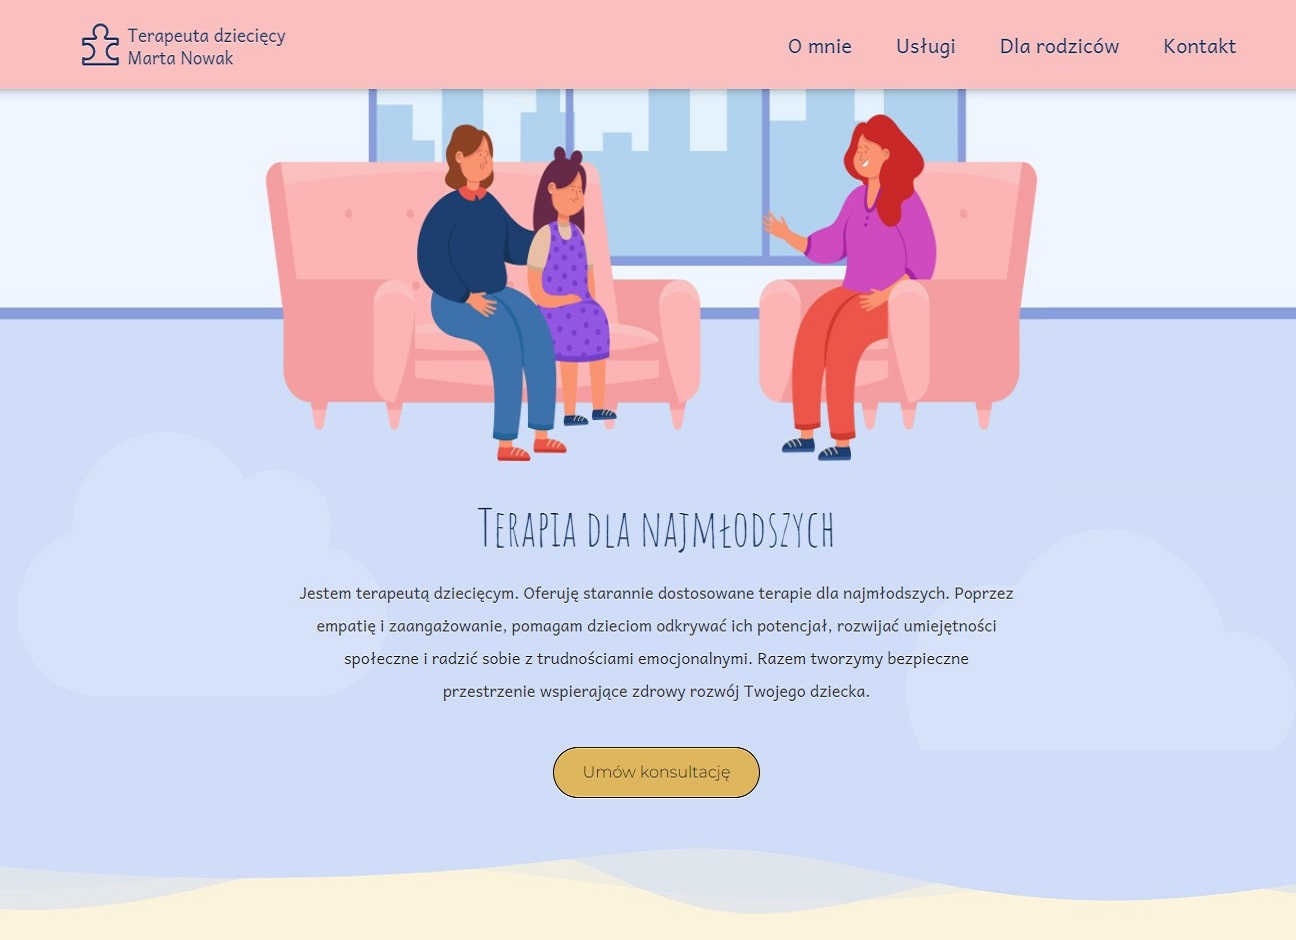 Terapeuta dziecięcy
Marta Nowak
O mnie
Usługi
Dla rodziców
Kontakt
Terapia dla najmłodszych
Jestem terapeutą dziecięcym. Oferuję starannie dostosowane terapie dla najmłodszych. Poprzez
empatię i zaangażowanie, pomagam dzieciom odkrywać ich potencjał, rozwijać umiejętności
społeczne i radzić sobie z trudnościami emocjonalnymi. Razem tworzymy bezpieczne
przestrzenie wspierające zdrowy rozwój Twojego dziecka.
Umów konsultację